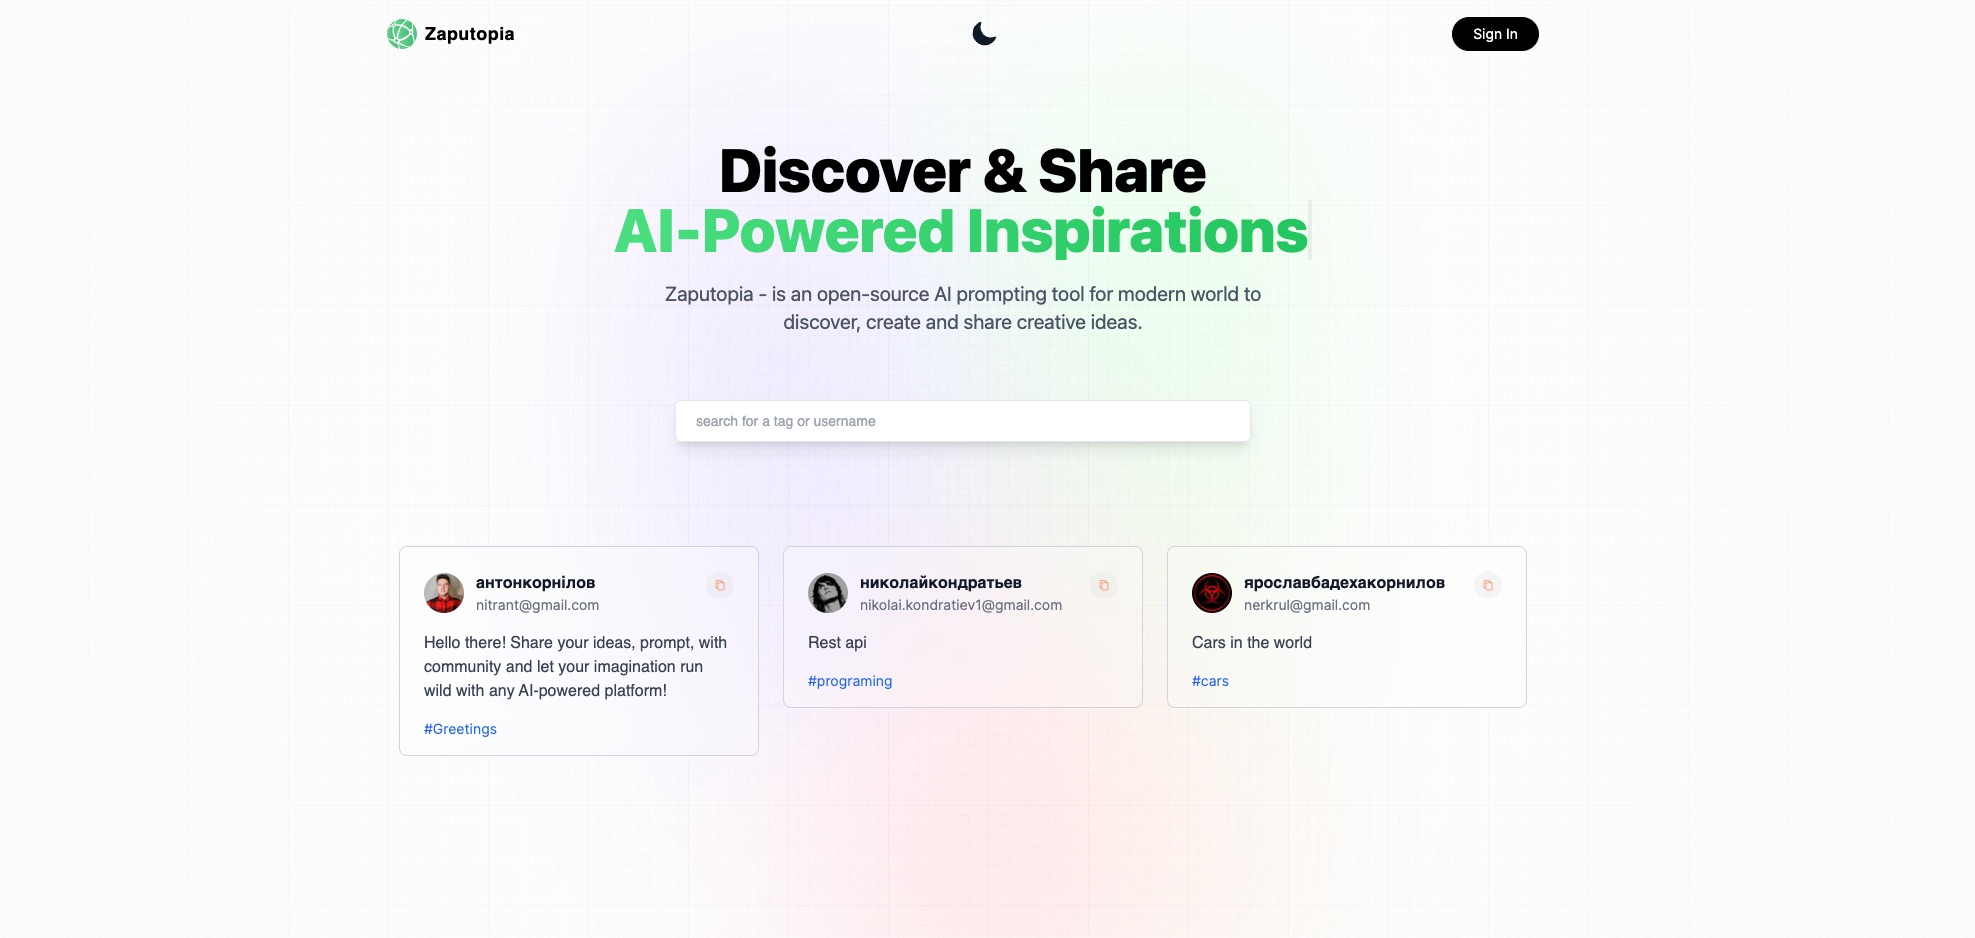 Zaputopia
Sign In
Discover & Share
AI-Powered Inspirations
Zaputopia - is an open-source AI prompting tool for modern world to
discover, create and share creative ideas.
search for a tag or username
антонкорнілов
nitrant@gmail.com
Hello there! Share your ideas, prompt, with
community and let your imagination run
wild with any AI-powered platform!
#Greetings
николайкондратьев
nikolai.kondratiev1@gmail.com
Rest api
#programing
ярославбадехакорнилов
nerkrul@gmail.com
Cars in the world
#cars